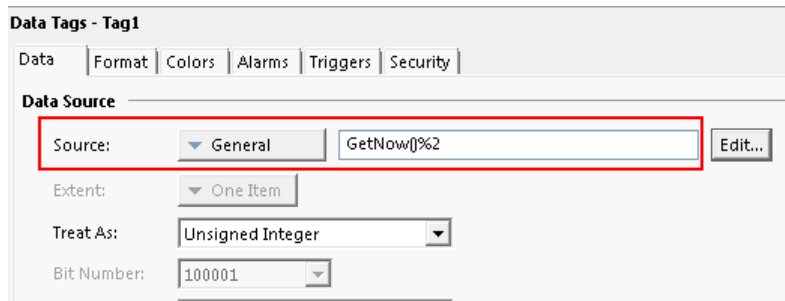 Data Tags - Tag1
Data Format Colors Alarms Triggers Security
Data Source
Source: General GetNow()%2 Edit...
Extent: One Item
Treat As: Unsigned Integer
Bit Number: 100001